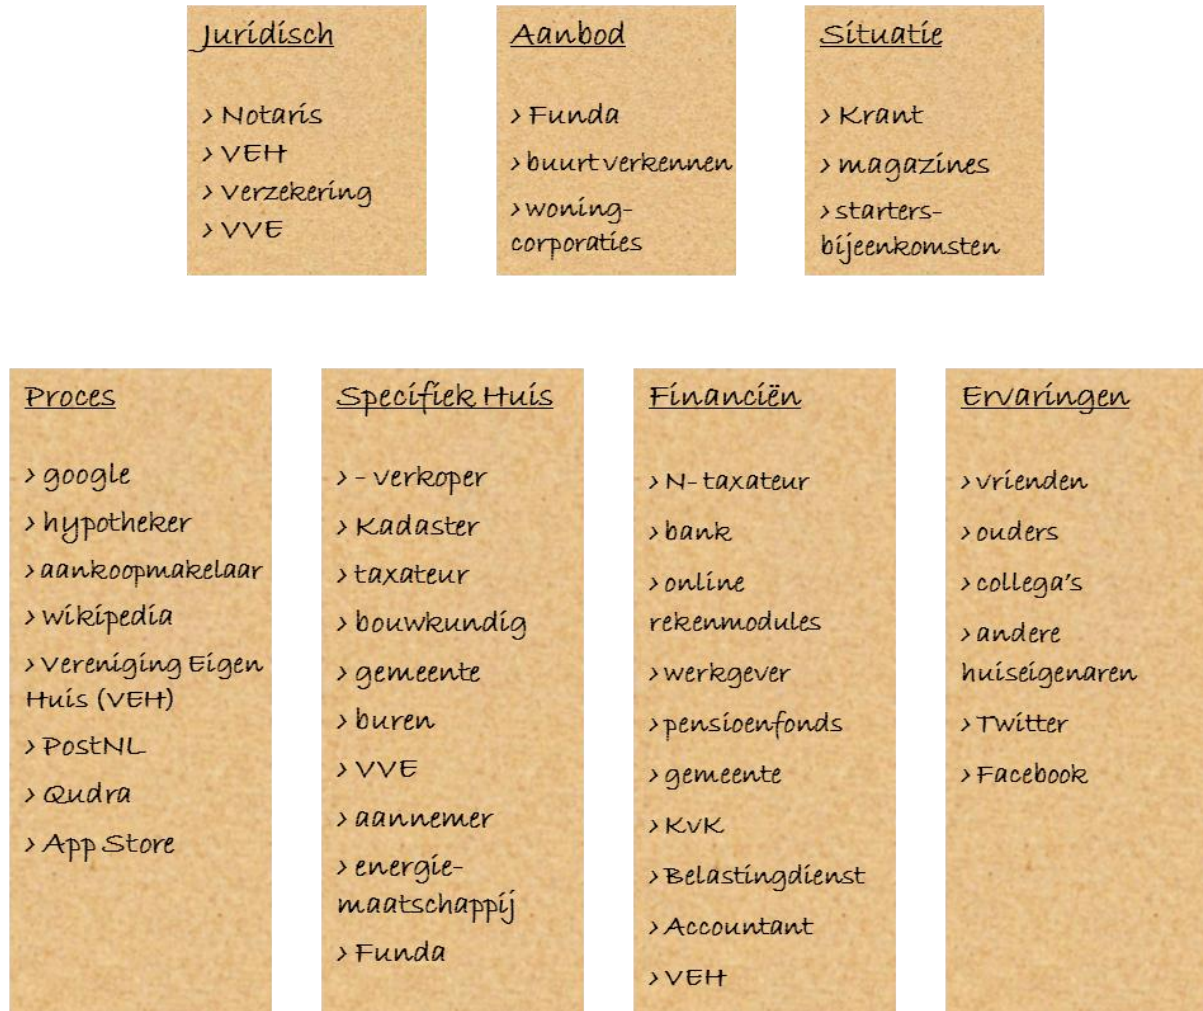 Juridisch
> Notaris
> VEH
> Verzekering
> VVE
Aanbod
> Funda
> buurt verkennen
> woning-
corporaties
Situatie
> Krant
> magazines
> starters-
bijeenkomsten
Proces
> google
> hypotheker
> aankoopmakelaar
> wikipedia
> Vereniging Eigen
Huis (VEH)
> PostNL
> Qudra
> App Store
Specifiek Huis
> - verkoper
> Kadaster
> taxateur
> bouwkundig
> gemeente
> buren
> VVE
> aannemer
> energie-
maatschappij
> Funda
Financiën
> N- taxateur
> bank
> online
rekenmodules
> werkgever
> pensioenfonds
> gemeente
> KvK
> Belastingdienst
> Accountant
> VEH
Ervaringen
> vrienden
> ouders
> collega's
> andere
huiseigenaren
> Twitter
> Facebook